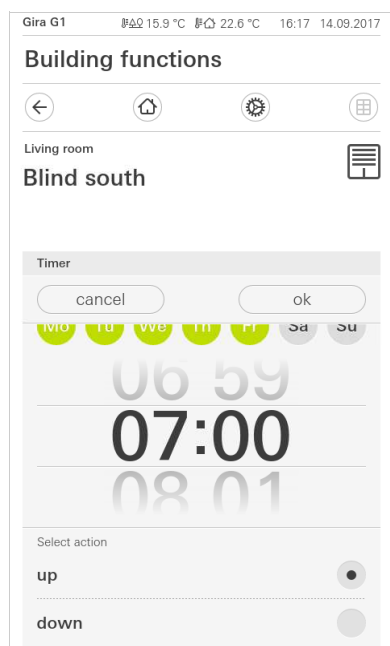 Gira G1 15.9 °C 22.6 °C 16:17 14.09.2017
Building functions
Living room
Blind south
Timer
cancel ok
Mo Tu We Th Fr Sa Su
06 59
07:00
08 01
Select action
up
down